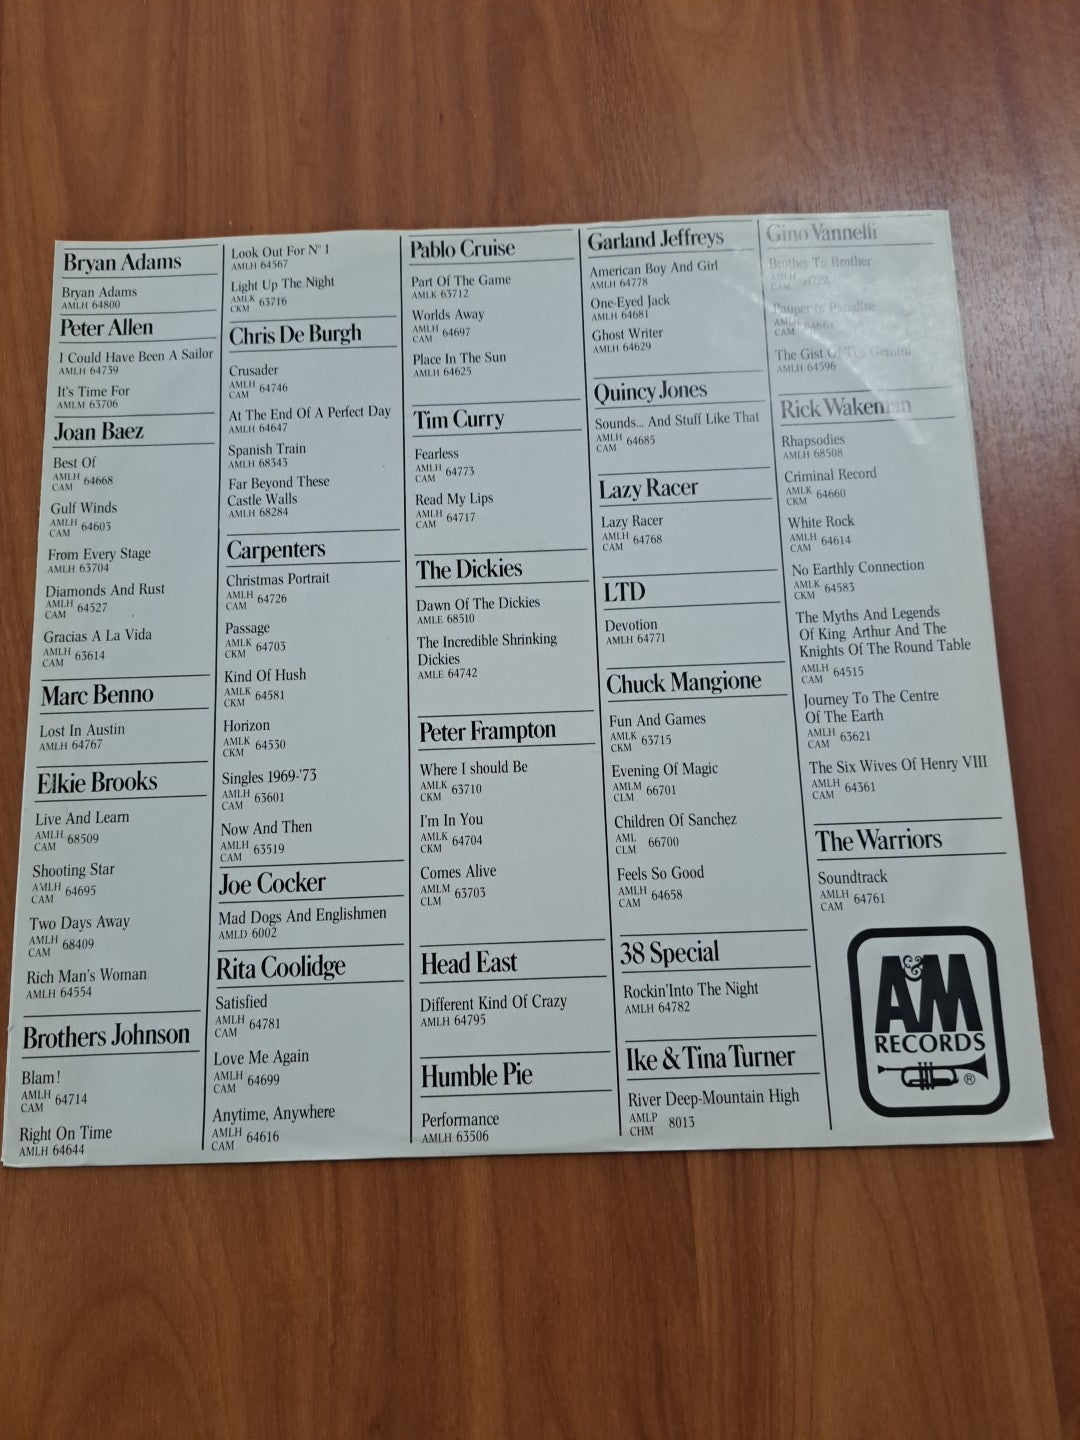 Bryan Adams
Bryan Adams
AMLH 64800
Peter Allen
I Could Have Been A Sailor
AMLH 64739
It's Time For
AMLM 63706
Joan Baez
Best Of
AMLH 64668
CAM
Gulf Winds
AMLH 64603
CAM
From Every Stage
AMLH 63704
Diamonds And Rust
AMLH 64527
CAM
Gracias A La Vida
AMLH 63614
CAM
Marc Benno
Lost In Austin
AMLH 64767
Elkie Brooks
Live And Learn
AMLH 68509
CAM
Shooting Star
AMLH 64695
CAM
Two Days Away
AMLH 68409
CAM
Rich Man's Woman
AMLH 64554
Brothers Johnson
Blam!
AMLH 64714
CAM
Right On Time
AMLH 64644
Look Out For Nº 1
AMLH 64567
Light Up The Night
AMLK 63716
CKM
Chris De Burgh
Crusader
AMLH 64746
CAM
At The End Of A Perfect Day
AMLH 64647
Spanish Train
AMLH 68343
Far Beyond These
Castle Walls
AMLH 68284
Carpenters
Christmas Portrait
AMLH 64726
CAM
Passage
AMLK 64703
CKM
Kind Of Hush
AMLK 64581
CKM
Horizon
AMLK 64530
CKM
Singles 1969-'73
AMLH 63601
CAM
Now And Then
AMLH 63519
CAM
Joe Cocker
Mad Dogs And Englishmen
AMLD 6002
Rita Coolidge
Satisfied
AMLH 64781
CAM
Love Me Again
AMLH 64699
CAM
Anytime, Anywhere
AMLH 64616
CAM
Pablo Cruise
Part Of The Game
AMLK 63712
Worlds Away
AMLH 64697
CAM
Place In The Sun
AMLH 64625
Tim Curry
Fearless
AMLH 64773
CAM
Read My Lips
AMLH 64717
CAM
The Dickies
Dawn Of The Dickies
AMLE 68510
The Incredible Shrinking
Dickies
AMLE 64742
Peter Frampton
Where I should Be
AMLK 63710
CKM
I'm In You
AMLK 64704
CKM
Comes Alive
AMLM 63703
CLM
Head East
Different Kind Of Crazy
AMLH 64795
Humble Pie
Performance
AMLH 63506
Garland Jeffreys
American Boy And Girl
AMLH 64778
One-Eyed Jack
AMLH 64681
Ghost Writer
AMLH 64629
Quincy Jones
Sounds... And Stuff Like That
AMLH 64685
CAM
Lazy Racer
Lazy Racer
AMLH 64768
CAM
LTD
Devotion
AMLH 64771
Chuck Mangione
Fun And Games
AMLK 63715
CKM
Evening Of Magic
AMLM 66701
CLM
Children Of Sanchez
AML 66700
CLM
Feels So Good
AMLH 64658
CAM
38 Special
Rockin' Into The Night
AMLH 64782
Ike & Tina Turner
River Deep-Mountain High
AMLP 8013
CHM
Gino Vannelli
Brother To Brother
AMLH
CAM
Pauper In Paradise
AMLH
CAM
The Gist Of The Gemini
AMLH 64596
Rick Wakeman
Rhapsodies
AMLH 68508
Criminal Record
AMLK 64660
CKM
White Rock
AMLH 64614
CAM
No Earthly Connection
AMLK 64583
CKM
The Myths And Legends
Of King Arthur And The
Knights Of The Round Table
AMLH 64515
CAM
Journey To The Centre
Of The Earth
AMLH 63621
CAM
The Six Wives Of Henry VIII
AMLH 64361
CAM
The Warriors
Soundtrack
AMLH 64761
CAM
A&M
RECORDS
®